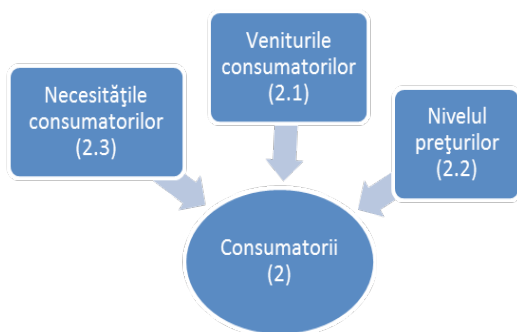 Necesităţile
consumatorilor
(2.3)
Veniturile
consumatorilor
(2.1)
Nivelul
preţurilor
(2.2)
Consumatorii
(2)